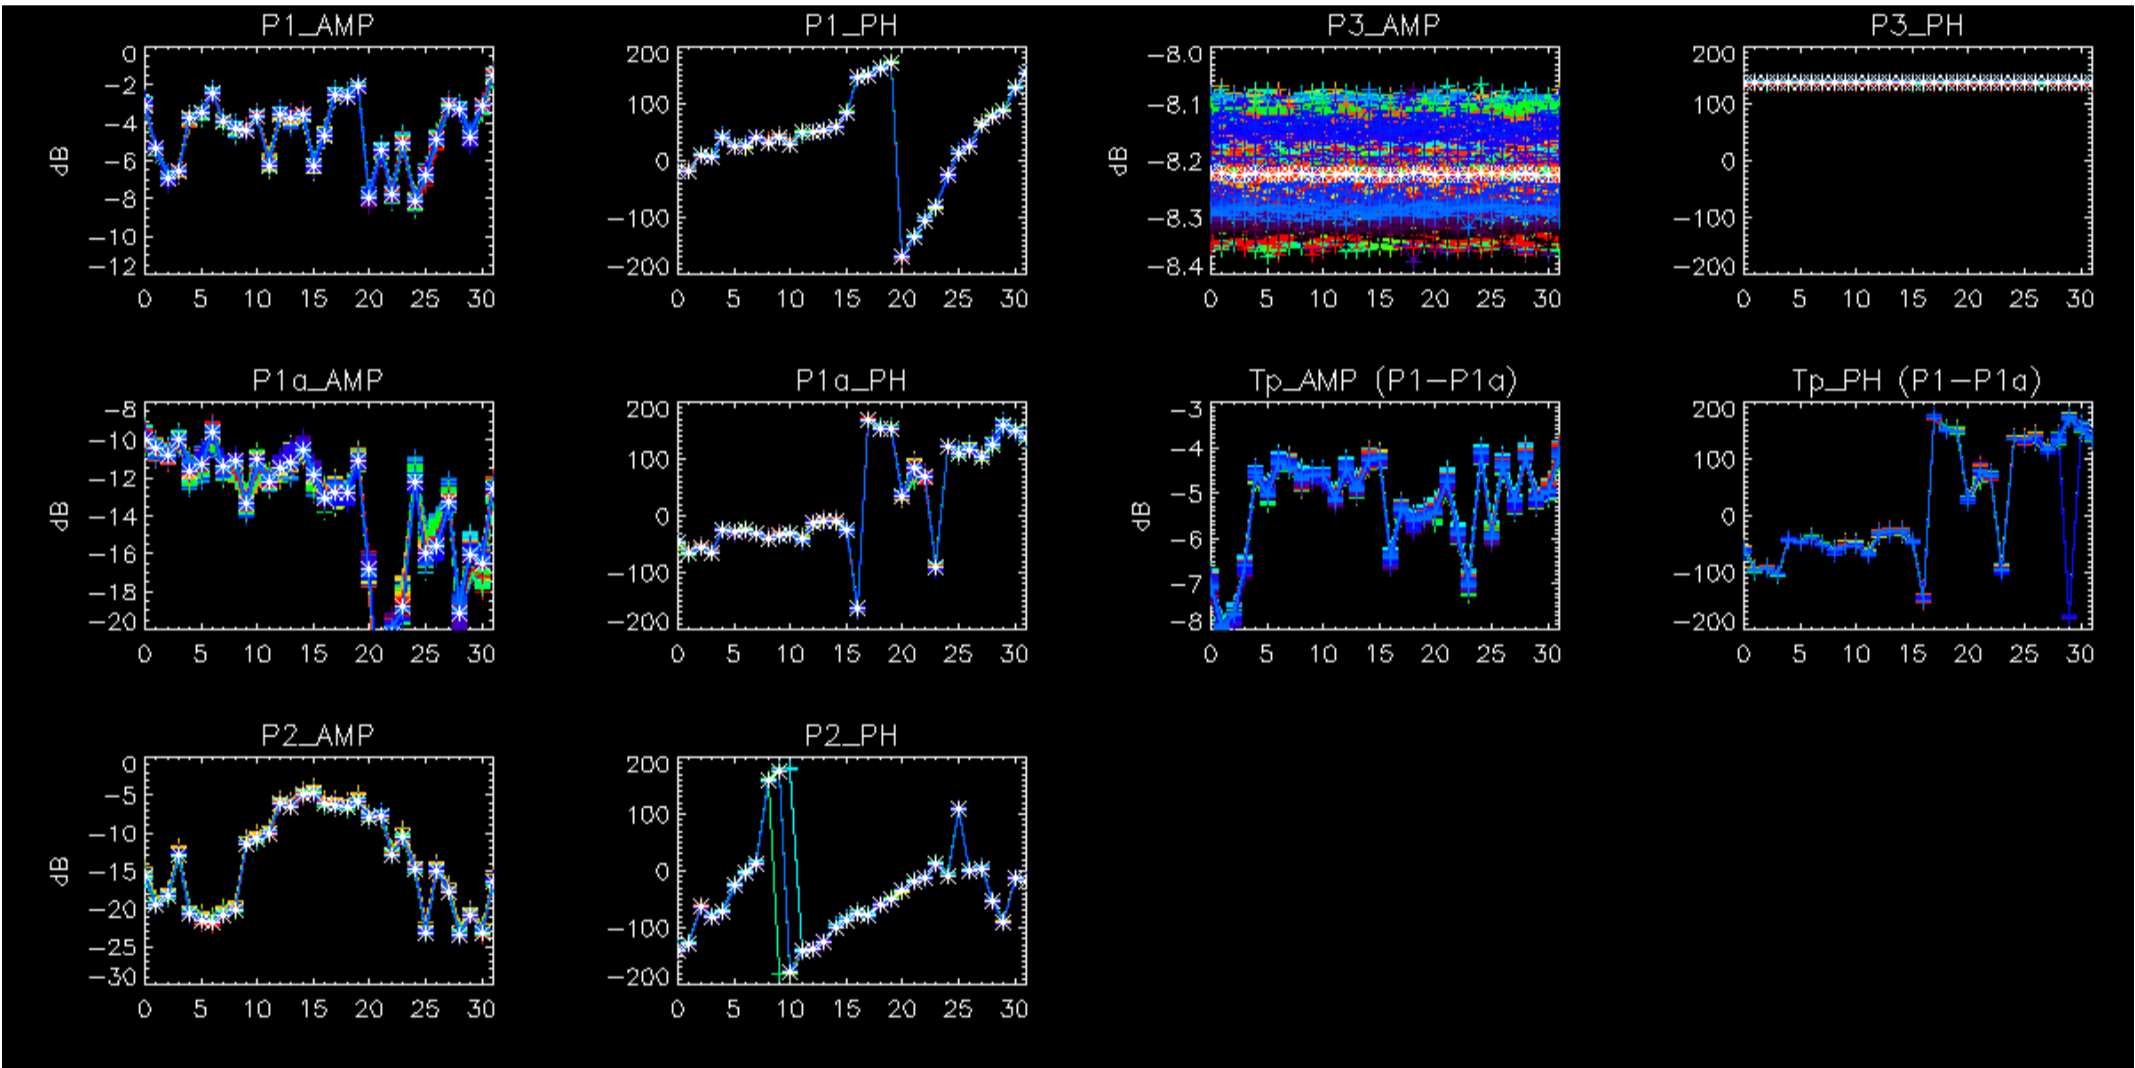 P1_AMP P1_PH P3_AMP P3_PH
0 200 -8.0 200
-2 100 -8.1 100
-4 0 -8.2 0
-6 -100 -8.3 -100
-8 -200 -8.4 -200
-10
-12
dB dB
0 5 10 15 20 25 30 0 5 10 15 20 25 30 0 5 10 15 20 25 30 0 5 10 15 20 25 30
P1a_AMP P1a_PH Tp_AMP (P1-P1a) Tp_PH (P1-P1a)
-8 200 -3 200
-10 100 -4 100
-12 0 -5 0
-14 -100 -6 -100
-16 -200 -7 -200
-18 -8
-20
dB dB
0 5 10 15 20 25 30 0 5 10 15 20 25 30 0 5 10 15 20 25 30 0 5 10 15 20 25 30
P2_AMP P2_PH
0 200
-5 100
-10 0
-15 -100
-20 -200
-25
-30
dB
0 5 10 15 20 25 30 0 5 10 15 20 25 30